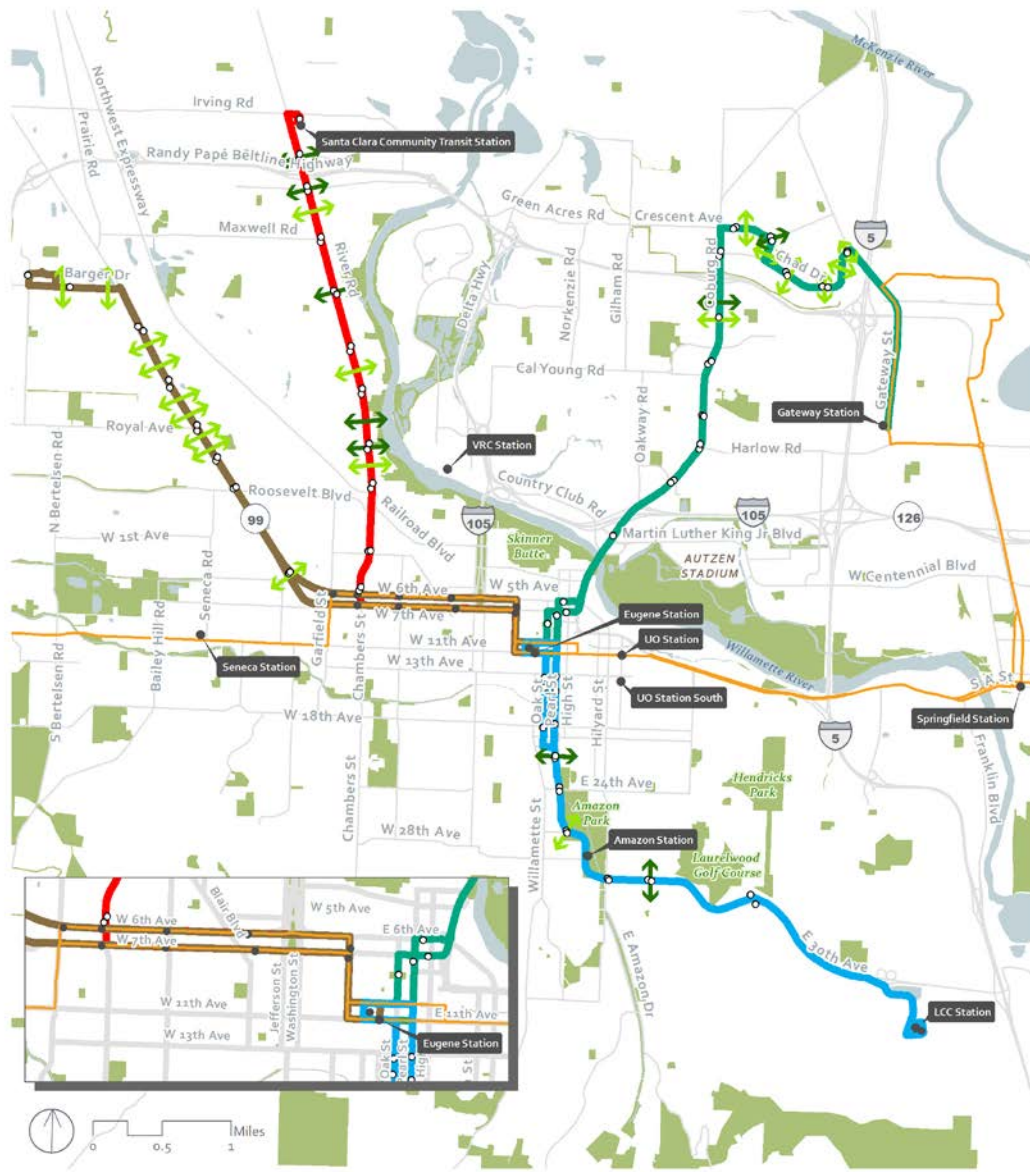 McKenzie River
Irving Rd
Northwest Expressway
Prairie Rd
Santa Clara Community Transit Station
Randy Papé Beltline Highway
Green Acres Rd
Crescent Ave
Maxwell Rd
River Rd
Delta Hwy
Norkenzie Rd
Gilham Rd
Coburg Rd
Chad Dr
5
Barger Dr
Cal Young Rd
Gateway St
Gateway Station
Royal Ave
N Bertelsen Rd
VRC Station
Oakway Rd
Harlow Rd
Roosevelt Blvd
Railroad Blvd
Country Club Rd
99
105
105
126
W 1st Ave
Skinner
Butte
Martin Luther King Jr Blvd
AUTZEN
STADIUM
W Centennial Blvd
Seneca Rd
W 6th Ave
W 5th Ave
W 7th Ave
Eugene Station
Bailey Hill Rd
Garfield St
Chambers St
W 11th Ave
UO Station
W 13th Ave
Seneca Station
Willamette River
S A St
UO Station South
Springfield Station
S Bertelsen Rd
W 18th Ave
Oak St
Pearl St
High St
Hilyard St
5
Franklin Blvd
Chambers St
E 24th Ave
Hendricks
Park
Amazon
Park
W 28th Ave
Willamette St
Amazon Station
Laurelwood
Golf Course
E 30th Ave
E Amazon Dr
LCC Station
W 5th Ave
W 6th Ave
Blair Blvd
E 6th Ave
W 7th Ave
Jefferson St
Washington St
W 11th Ave
E 11th Ave
W 13th Ave
Eugene Station
Oak St
Pearl St
High
St
Miles
0
0.5
1